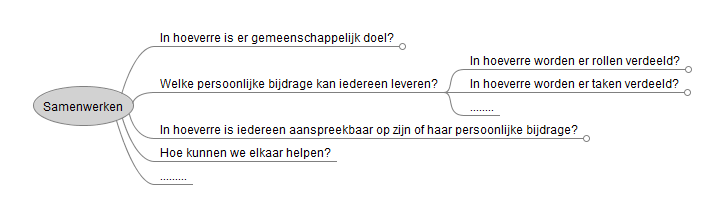 Samenwerken
In hoeverre is er gemeenschappelijk doel?
Welke persoonlijke bijdrage kan iedereen leveren?
In hoeverre worden er rollen verdeeld?
In hoeverre worden er taken verdeeld?
........
In hoeverre is iedereen aanspreekbaar op zijn of haar persoonlijke bijdrage?
Hoe kunnen we elkaar helpen?
.........